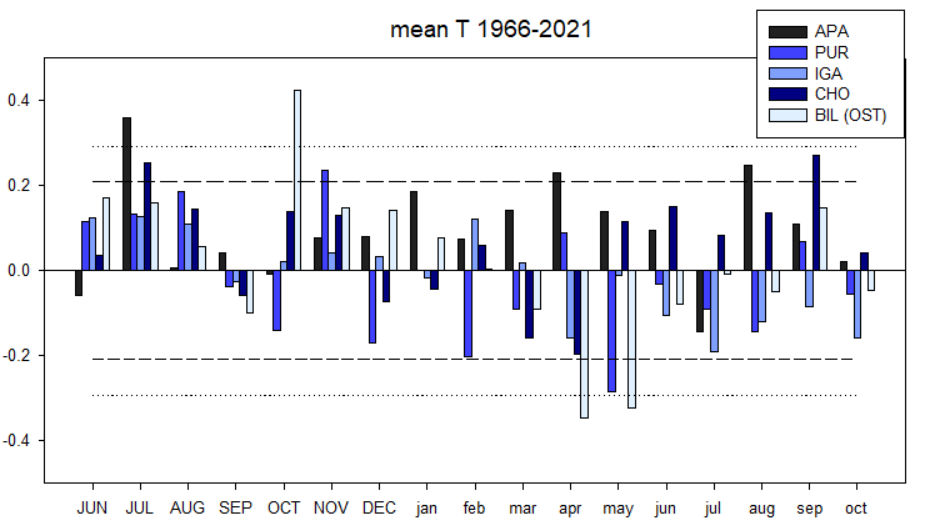 mean T 1966-2021
APA
PUR
IGA
CHO
BIL (OST)
0.4
0.2
0.0
-0.2
-0.4
JUN JUL AUG SEP OCT NOV DEC jan feb mar apr may jun jul aug sep oct